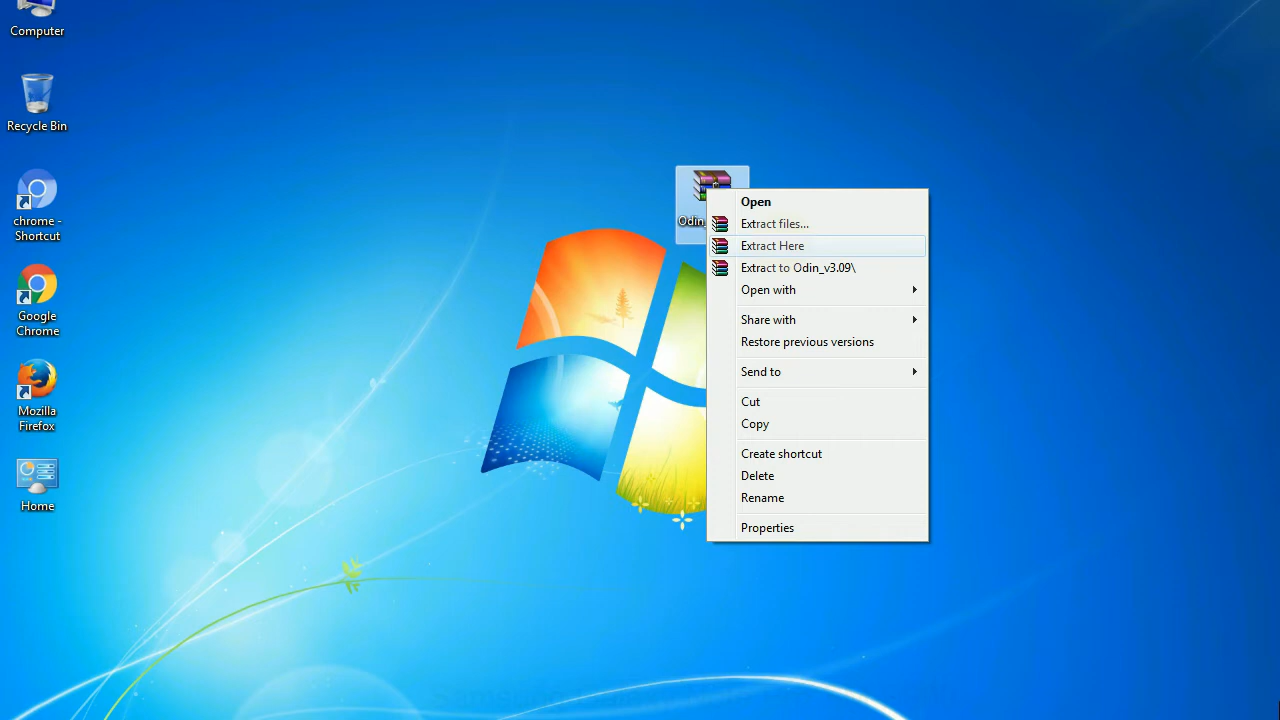 Computer
Recycle Bin
chrome -
Shortcut
Google
Chrome
Mozilla
Firefox
Home
Odin
Open
Extract files...
Extract Here
Extract to Odin_v3.09\
Open with
Share with
Restore previous versions
Send to
Cut
Copy
Create shortcut
Delete
Rename
Properties